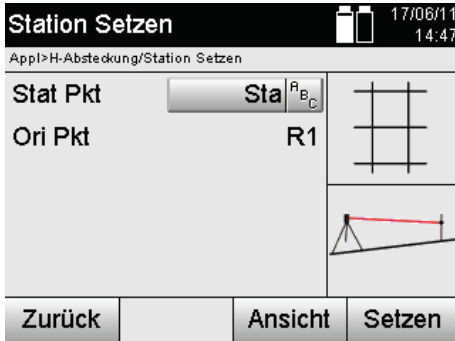 Station Setzen
17/06/11
14:47
Appl>H-Absteckung/Station Setzen
Stat Pkt Sta ABC
Ori Pkt R1
Zurück Ansicht Setzen